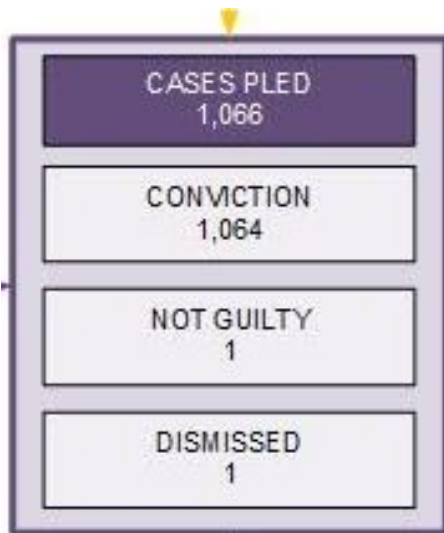 CASES PLED
1,066
CONVICTION
1,064
NOT GUILTY
1
DISMISSED
1